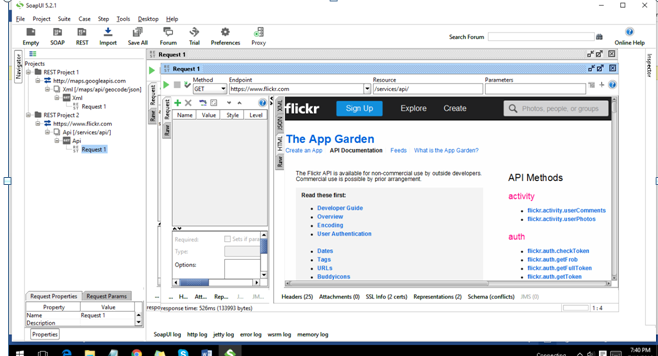 SoapUI 5.2.1
File Project Suite Case Step Tools Desktop Help
Empty SOAP REST Import Save All Forum Trial Preferences Proxy
Search Forum
Online Help
Navigator
Projects
REST Project 1
http://maps.googleapis.com
Xml [/maps/api/geocode/json]
Xml
Request 1
REST Project 2
https://www.flickr.com
Api [/services/api/]
Api
Request 1
Request 1
Request 1
Method Endpoint Resource Parameters
GET https://www.flickr.com /services/api/
Request
Raw
Request
Raw
Name Value Style Level
Required: Sets if para
Type:
Options:
XML
JSON
HTML
Raw
flickr Sign Up Explore Create Photos, people, or groups
The App Garden
Create an App API Documentation Feeds What is the App Garden?
The Flickr API is available for non-commercial use by outside developers.
Commercial use is possible by prior arrangement.
Read these first:
Developer Guide
Overview
Encoding
User Authentication
Dates
Tags
URLs
Buddyicons
API Methods
activity
flickr.activity.userComments
flickr.activity.userPhotos
auth
flickr.auth.checkToken
flickr.auth.getFrob
flickr.auth.getFullToken
flickr.auth.getToken
... H... Att... Rep... J... JM...
Headers (25) Attachments (0) SSL Info (2 certs) Representations (2) Schema (conflicts) JMS (0)
response time: 526ms (133993 bytes)
1 : 4
Inspector
Request Properties Request Params
Property Value
Name Request 1
Description
Properties
SoapUI log http log jetty log error log wsrm log memory log
7:40 PM